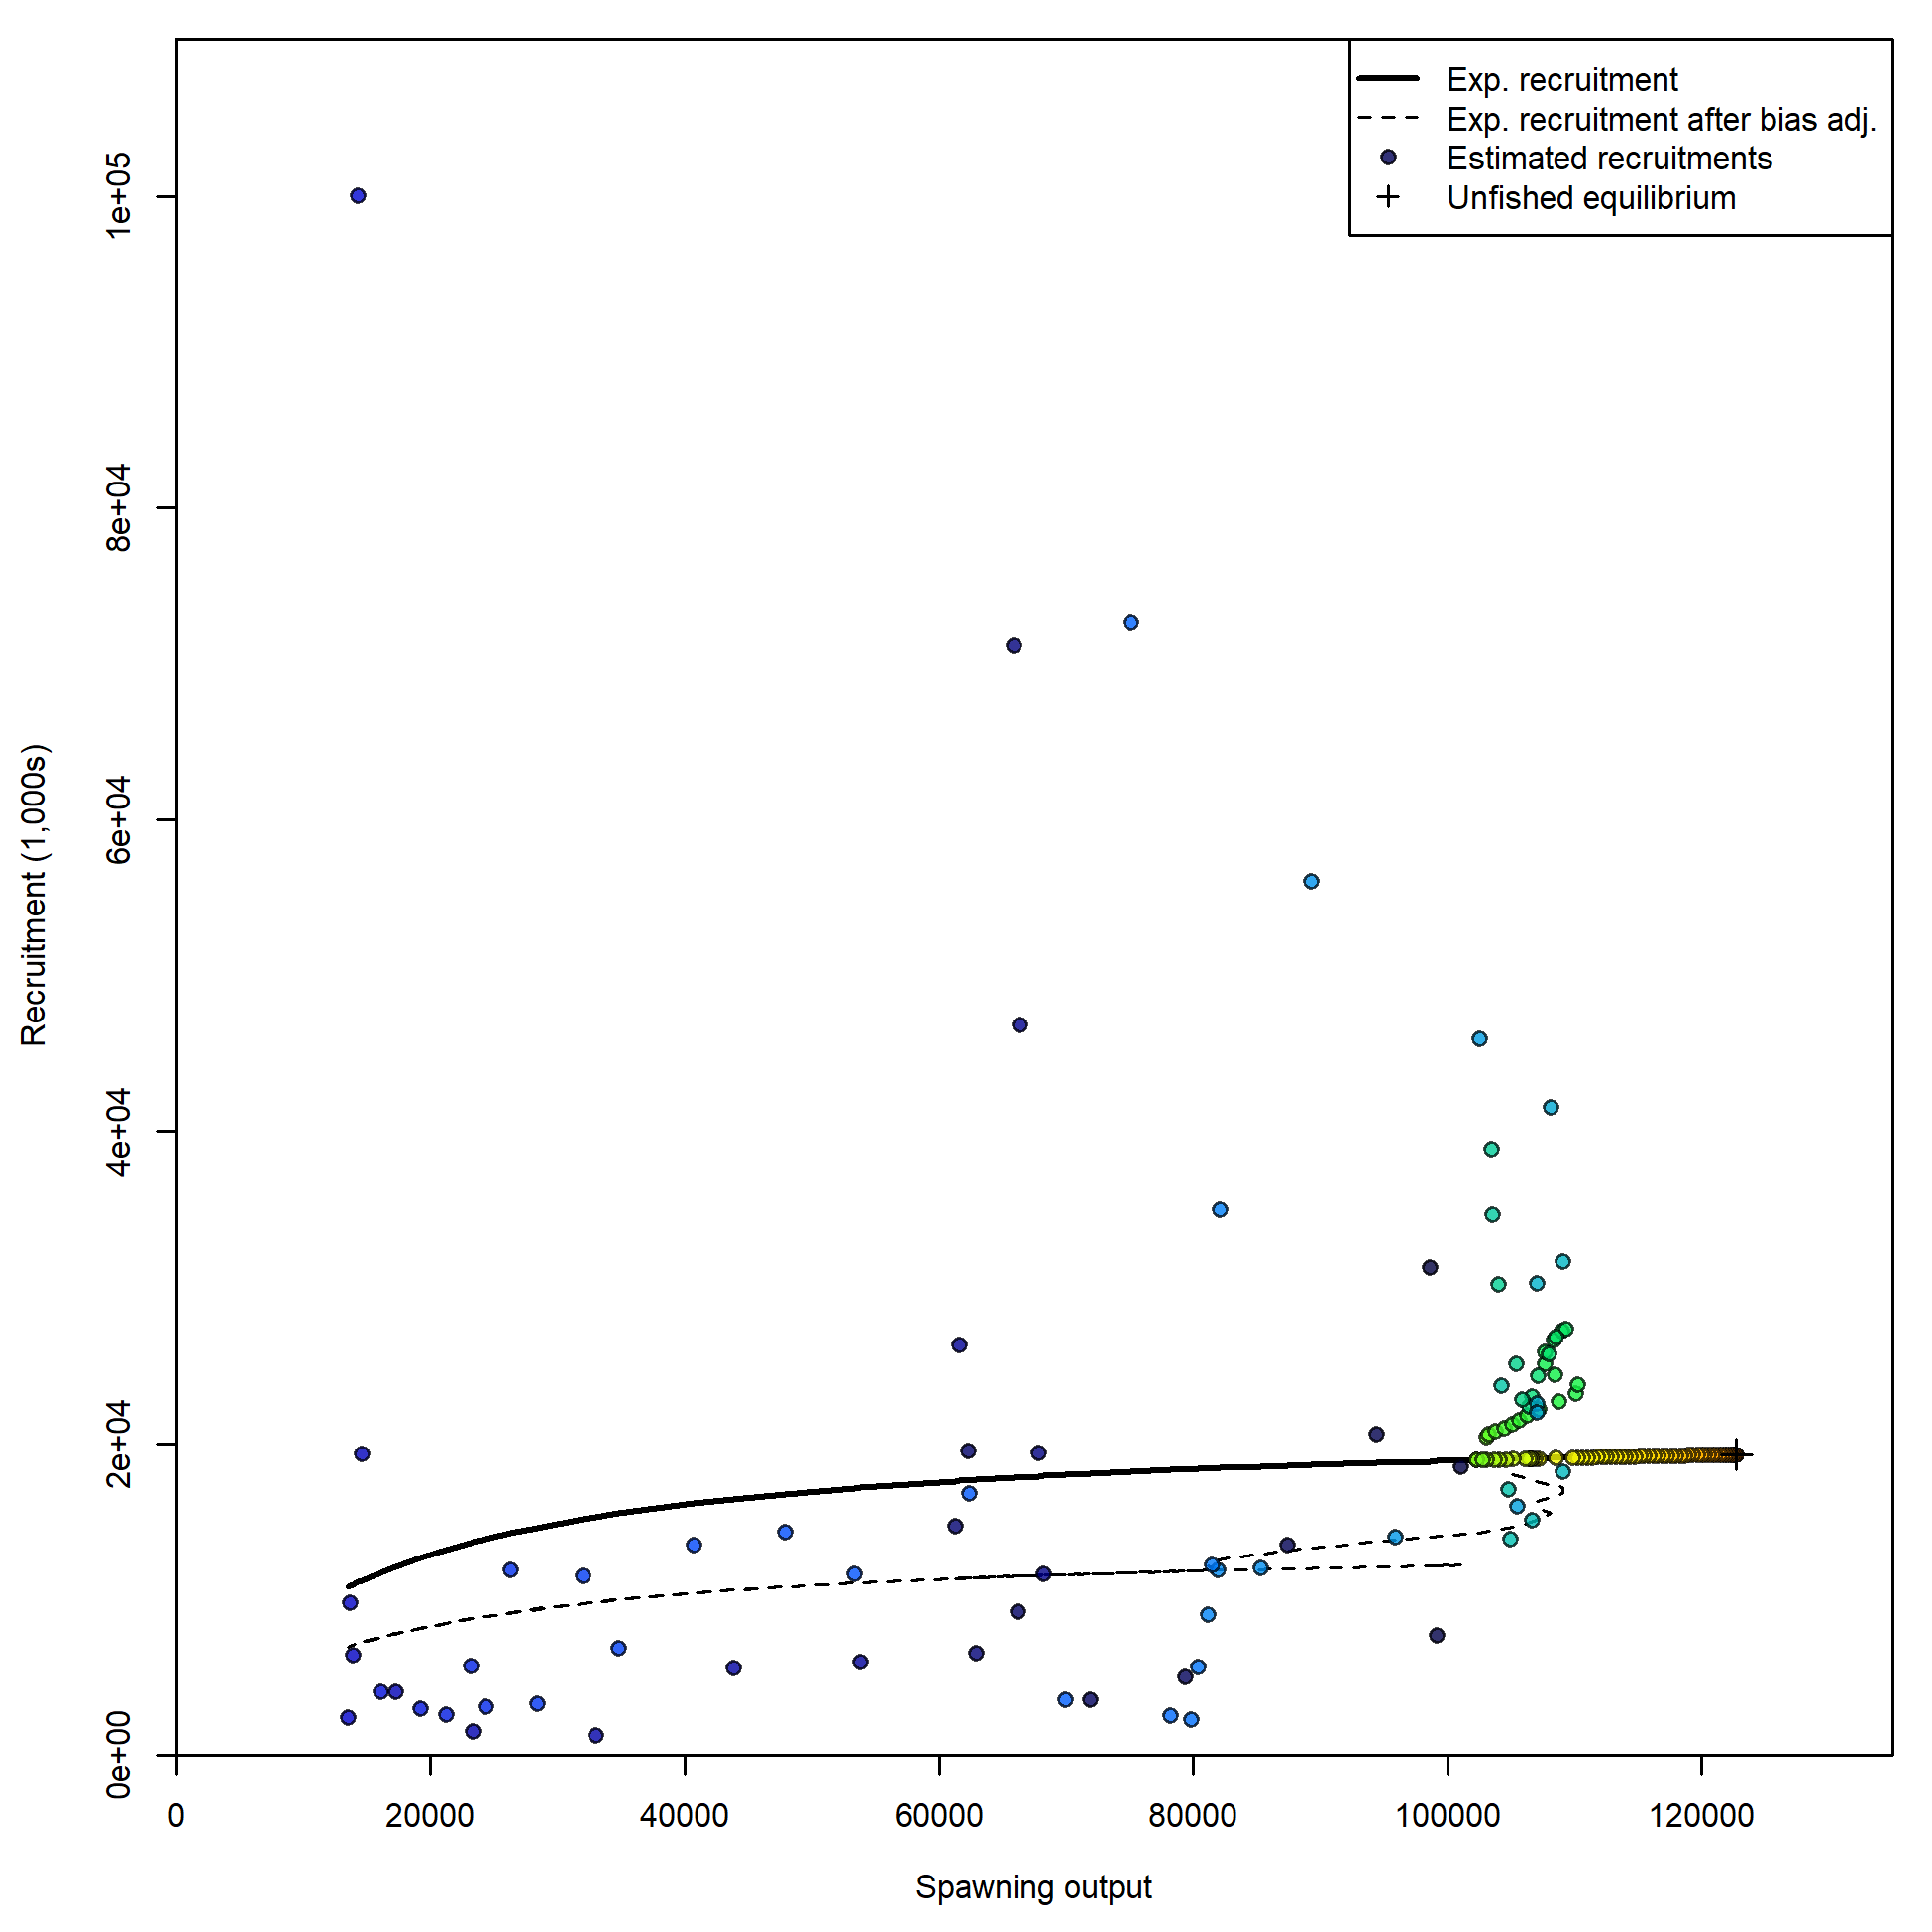 Exp. recruitment
Exp. recruitment after bias adj.
Estimated recruitments
Unfished equilibrium
1e+05
8e+04
6e+04
4e+04
2e+04
0e+00
Recruitment (1,000s)
0 20000 40000 60000 80000 100000 120000
Spawning output